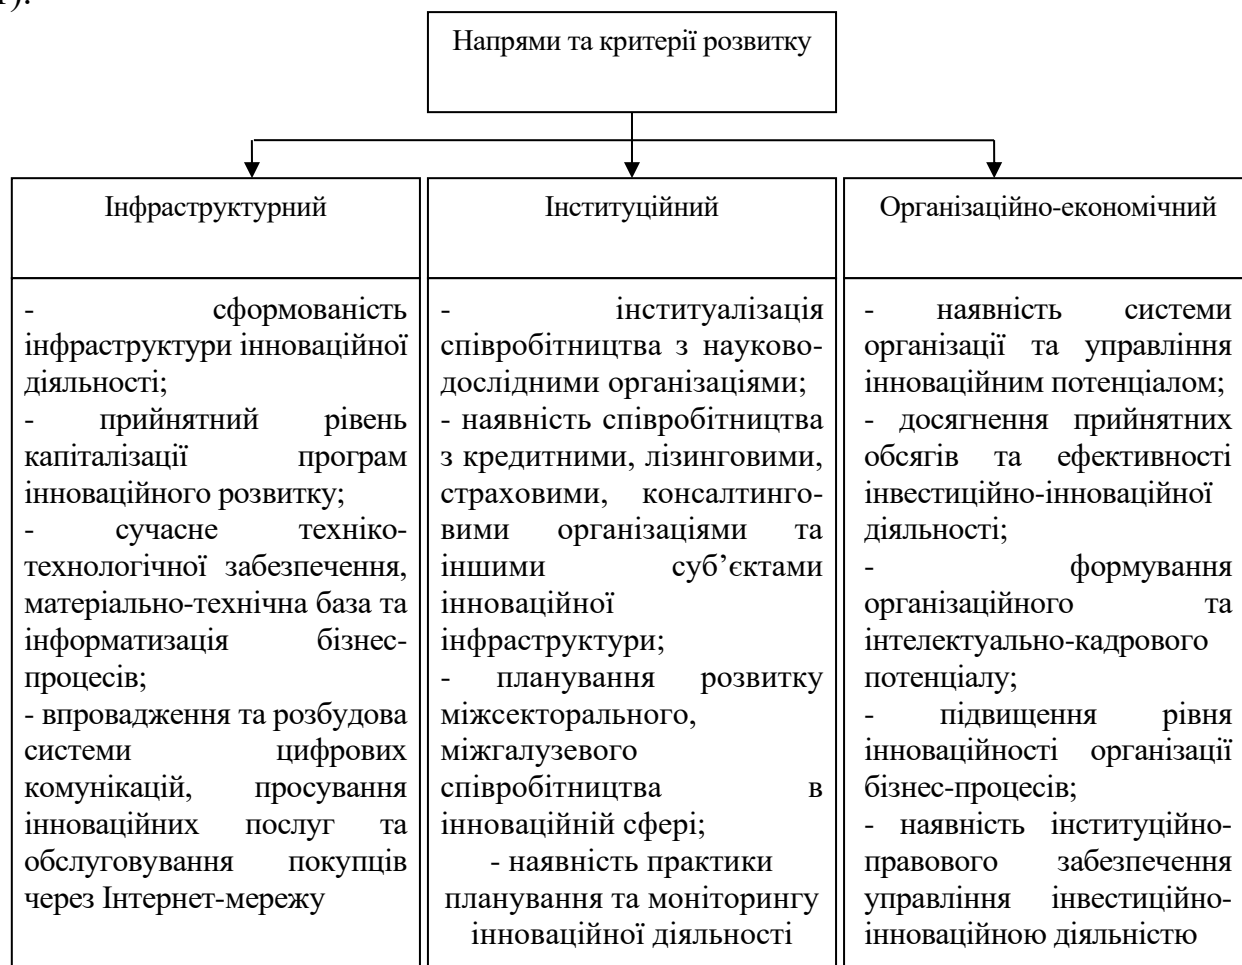 Напрями та критерії розвитку
Інфраструктурний
- сформованість
інфраструктури інноваційної
діяльності;
- прийнятний рівень
капіталізації програм
інноваційного розвитку;
- сучасне техніко-
технологічної забезпечення,
матеріально-технічна база та
інформатизація бізнес-
процесів;
- впровадження та розбудова
системи цифрових
комунікацій, просування
інноваційних послуг та
обслуговування покупців
через Інтернет-мережу
Інституційний
- інституалізація
співробітництва з науково-
дослідними організаціями;
- наявність співробітництва
з кредитними, лізинговими,
страховими, консалтинго-
вими організаціями та
іншими суб’єктами
інноваційної
інфраструктури;
- планування розвитку
міжсекторального,
міжгалузевого
співробітництва в
інноваційній сфері;
- наявність практики
планування та моніторингу
інноваційної діяльності
Організаційно-економічний
- наявність системи
організації та управління
інноваційним потенціалом;
- досягнення прийнятних
обсягів та ефективності
інвестиційно-інноваційної
діяльності;
- формування
організаційного та
інтелектуально-кадрового
потенціалу;
- підвищення рівня
інноваційності організації
бізнес-процесів;
- наявність інституційно-
правового забезпечення
управління інвестиційно-
інноваційною діяльністю